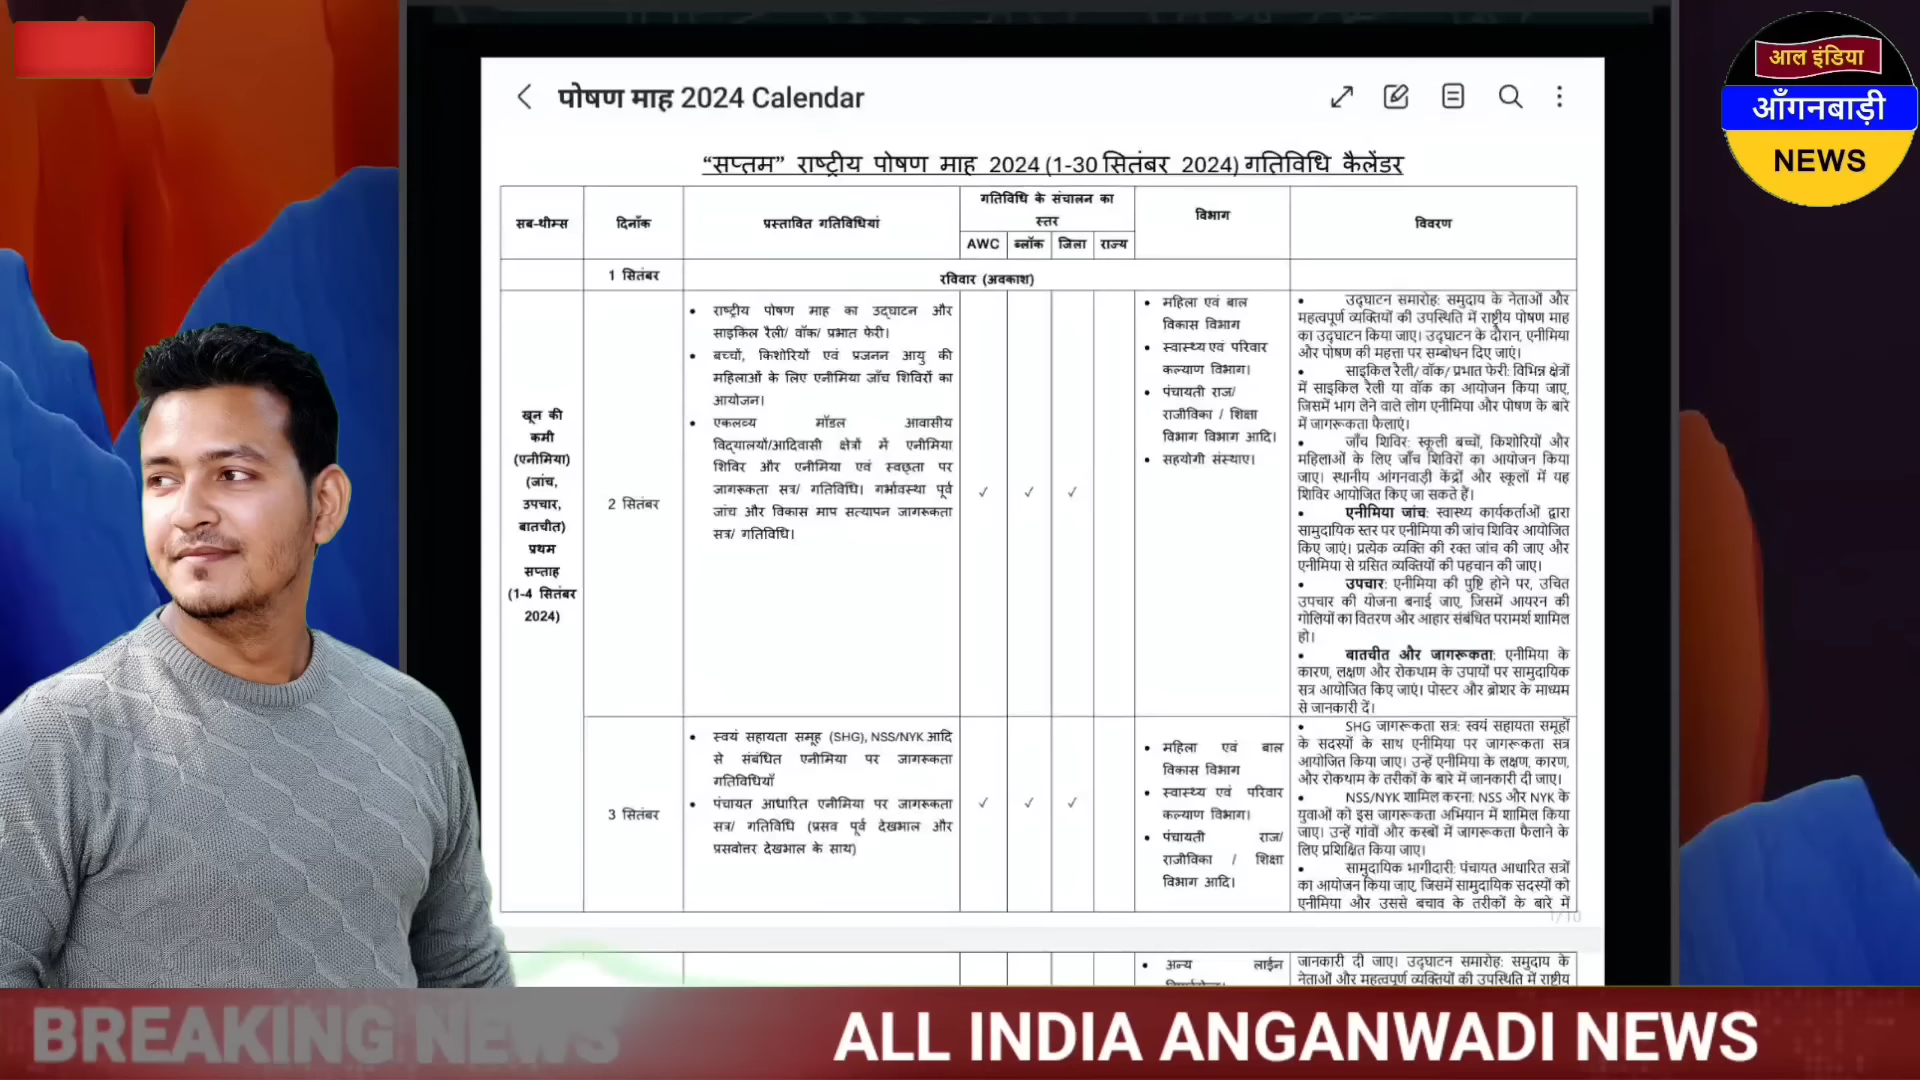 आल इंडिया
आँगनबाड़ी
NEWS
पोषण माह 2024 Calendar
“सप्तम” राष्ट्रीय पोषण माह 2024 (1-30 सितंबर 2024) गतिविधि कैलेंडर
सब-थीम्स
दिनाँक
प्रस्तावित गतिविधियां
गतिविधि के संचालन का
स्तर
AWC ब्लॉक जिला राज्य
विभाग
विवरण
1 सितंबर
रविवार (अवकाश)
खून की
कमी
(एनीमिया)
(जांच,
उपचार,
बातचीत)
प्रथम
सप्ताह
(1-4 सितंबर
2024)
2 सितंबर
• राष्ट्रीय पोषण माह का उद्घाटन और
साइकिल रैली/ वॉक/ प्रभात फेरी।
• बच्चों, किशोरियों एवं प्रजनन आयु की
महिलाओं के लिए एनीमिया जाँच शिविरों का
आयोजन।
• एकलव्य मॉडल आवासीय
विद्यालयों/आदिवासी क्षेत्रों में एनीमिया
शिविर और एनीमिया एवं स्वछ्ता पर
जागरूकता सत्र/ गतिविधि। गर्भावस्था पूर्व
जांच और विकास माप सत्यापन जागरूकता
सत्र/ गतिविधि।
✓ ✓ ✓
• महिला एवं बाल
विकास विभाग
• स्वास्थ्य एवं परिवार
कल्याण विभाग।
• पंचायती राज/
राजीविका / शिक्षा
विभाग विभाग आदि।
• सहयोगी संस्थाए।
• उद्घाटन समारोह: समुदाय के नेताओं और
महत्वपूर्ण व्यक्तियों की उपस्थिति में राष्ट्रीय पोषण माह
का उद्घाटन किया जाए। उद्घाटन के दौरान, एनीमिया
और पोषण की महत्ता पर सम्बोधन दिए जाएं।
• साइकिल रैली/ वॉक/ प्रभात फेरी: विभिन्न क्षेत्रों
में साइकिल रैली या वॉक का आयोजन किया जाए,
जिसमें भाग लेने वाले लोग एनीमिया और पोषण के बारे
में जागरूकता फैलाएं।
• जाँच शिविर: स्कूली बच्चों, किशोरियों और
महिलाओं के लिए जाँच शिविरों का आयोजन किया
जाए। स्थानीय आंगनवाड़ी केंद्रों और स्कूलों में यह
शिविर आयोजित किए जा सकते हैं।
• एनीमिया जांच: स्वास्थ्य कार्यकर्ताओं द्वारा
सामुदायिक स्तर पर एनीमिया की जांच शिविर आयोजित
किए जाएं। प्रत्येक व्यक्ति की रक्त जांच की जाए और
एनीमिया से ग्रसित व्यक्तियों की पहचान की जाए।
• उपचार: एनीमिया की पुष्टि होने पर, उचित
उपचार की योजना बनाई जाए, जिसमें आयरन की
गोलियों का वितरण और आहार संबंधित परामर्श शामिल
हो।
• बातचीत और जागरूकता: एनीमिया के
कारण, लक्षण और रोकथाम के उपायों पर सामुदायिक
सत्र आयोजित किए जाएं। पोस्टर और ब्रोशर के माध्यम
से जानकारी दें।
3 सितंबर
• स्वयं सहायता समूह (SHG), NSS/NYK आदि
से संबंधित एनीमिया पर जागरूकता
गतिविधियाँ
• पंचायत आधारित एनीमिया पर जागरूकता
सत्र/ गतिविधि (प्रसव पूर्व देखभाल और
प्रसवोत्तर देखभाल के साथ)
✓ ✓ ✓
• महिला एवं बाल
विकास विभाग
• स्वास्थ्य एवं परिवार
कल्याण विभाग।
• पंचायती राज/
राजीविका / शिक्षा
विभाग आदि।
• SHG जागरूकता सत्र: स्वयं सहायता समूहों
के सदस्यों के साथ एनीमिया पर जागरूकता सत्र
आयोजित किया जाए। उन्हें एनीमिया के लक्षण, कारण,
और रोकथाम के तरीकों के बारे में जानकारी दी जाए।
• NSS/NYK शामिल करना: NSS और NYK के
युवाओं को इस जागरूकता अभियान में शामिल किया
जाए। उन्हें गांवों और कस्बों में जागरूकता फैलाने के
लिए प्रशिक्षित किया जाए।
• सामुदायिक भागीदारी: पंचायत आधारित सत्रों
का आयोजन किया जाए, जिसमें सामुदायिक सदस्यों को
एनीमिया और उससे बचाव के तरीकों के बारे में
1/10
• अन्य लाईन
जानकारी दी जाए। उद्घाटन समारोह: समुदाय के
नेताओं और महत्वपूर्ण व्यक्तियों की उपस्थिति में राष्ट्रीय
BREAKING NEWS
ALL INDIA ANGANWADI NEWS